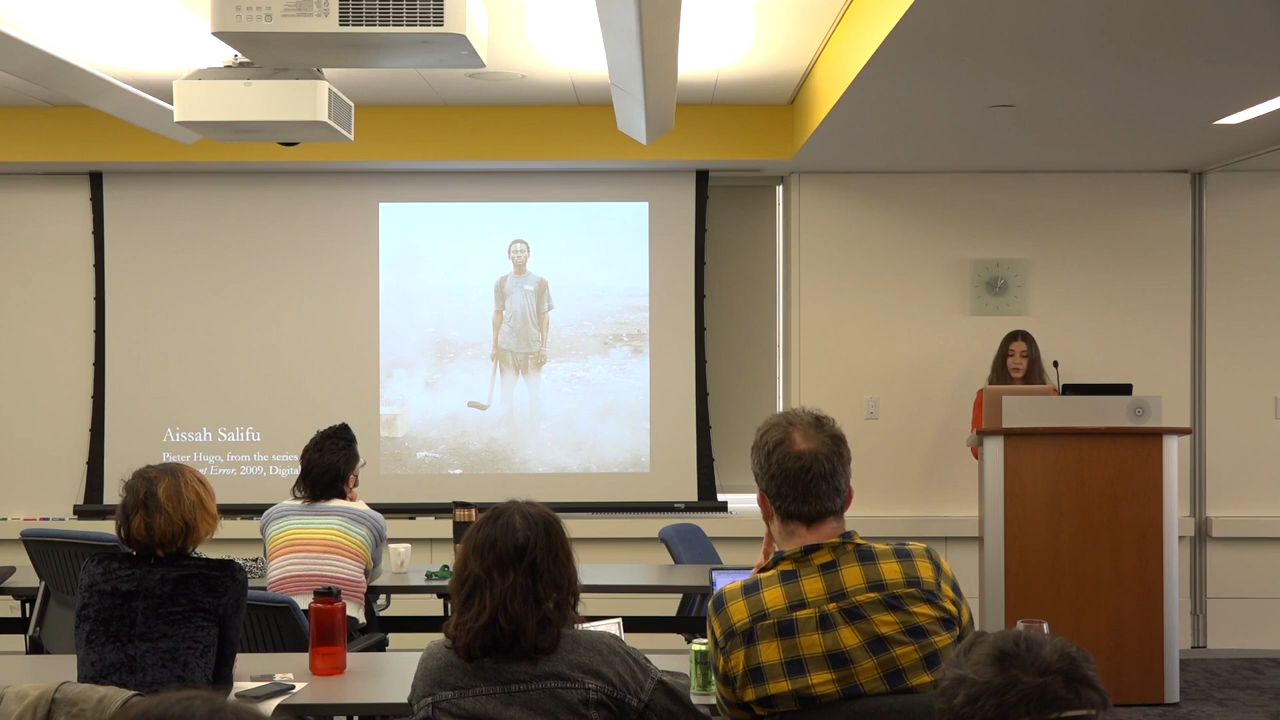 Aissah Salifu
Pieter Hugo, from the series
Error, 2009, Digital